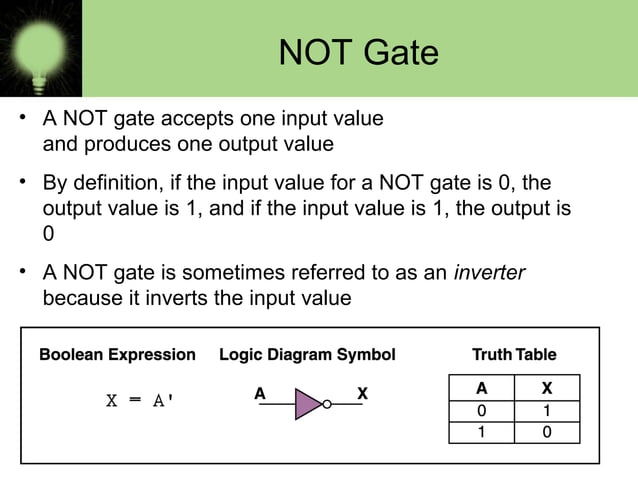 NOT Gate
• A NOT gate accepts one input value
and produces one output value
• By definition, if the input value for a NOT gate is 0, the
output value is 1, and if the input value is 1, the output is
0
• A NOT gate is sometimes referred to as an inverter
because it inverts the input value
Boolean Expression Logic Diagram Symbol Truth Table
X = A' A X
A X
0 1
1 0